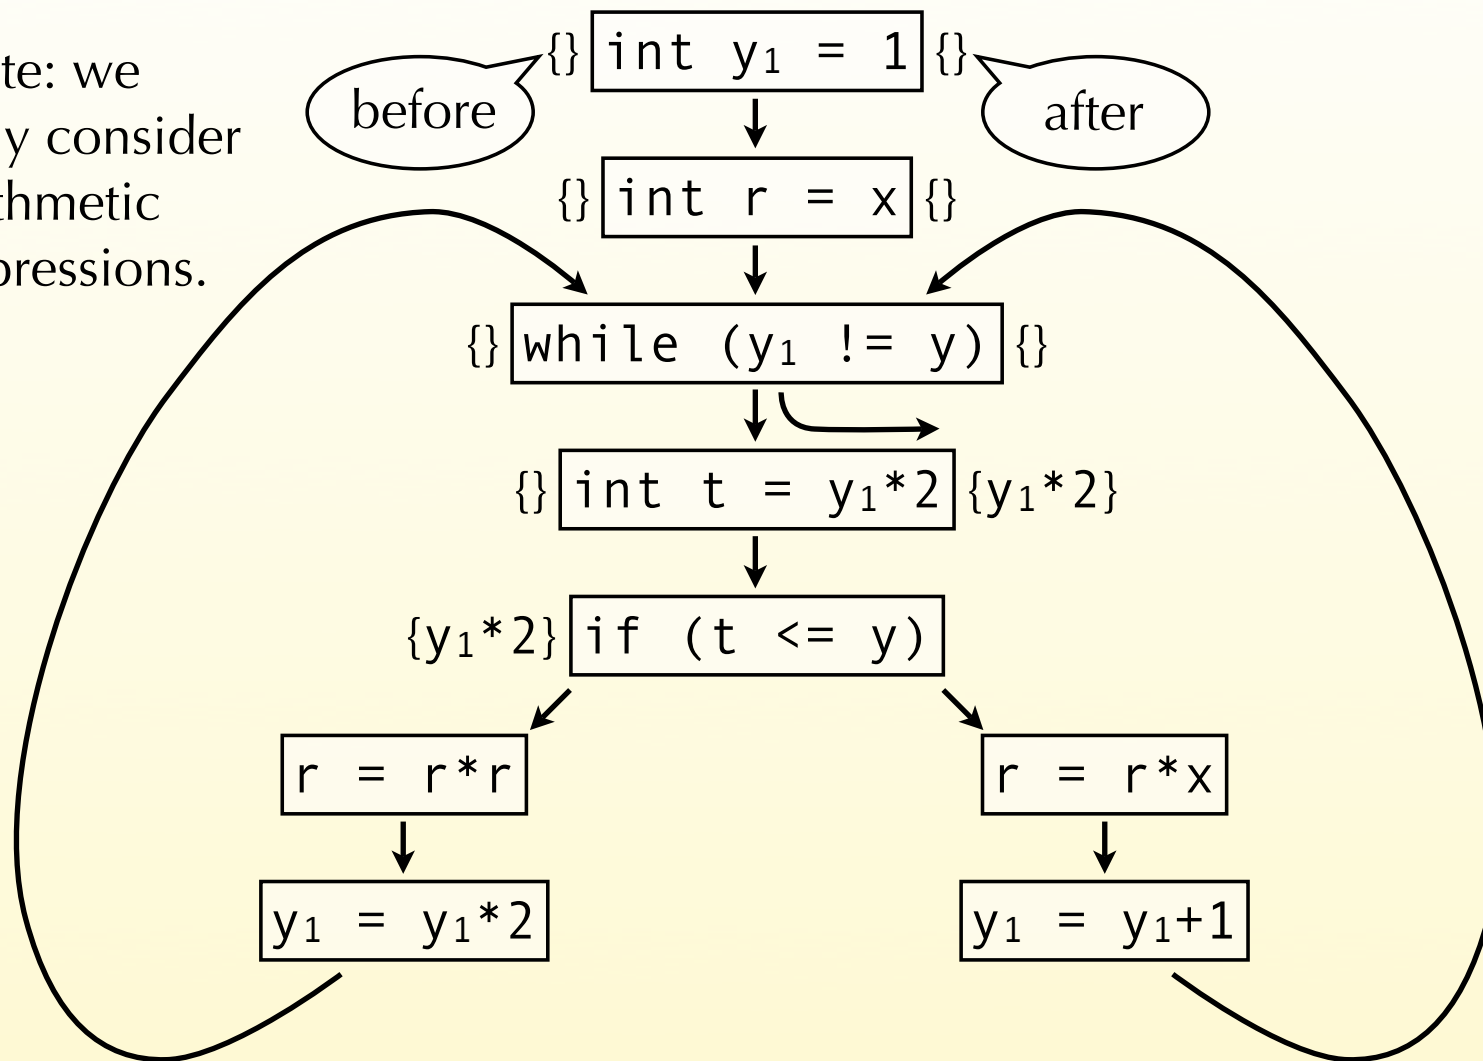 te: we
y consider
thmetic
pressions.
before
{} int y₁ = 1 {}
after
{} int r = x {}
{} while (y₁ != y) {}
{} int t = y₁*2 {y₁*2}
{y₁*2} if (t <= y)
r = r*r
r = r*x
y₁ = y₁*2
y₁ = y₁+1